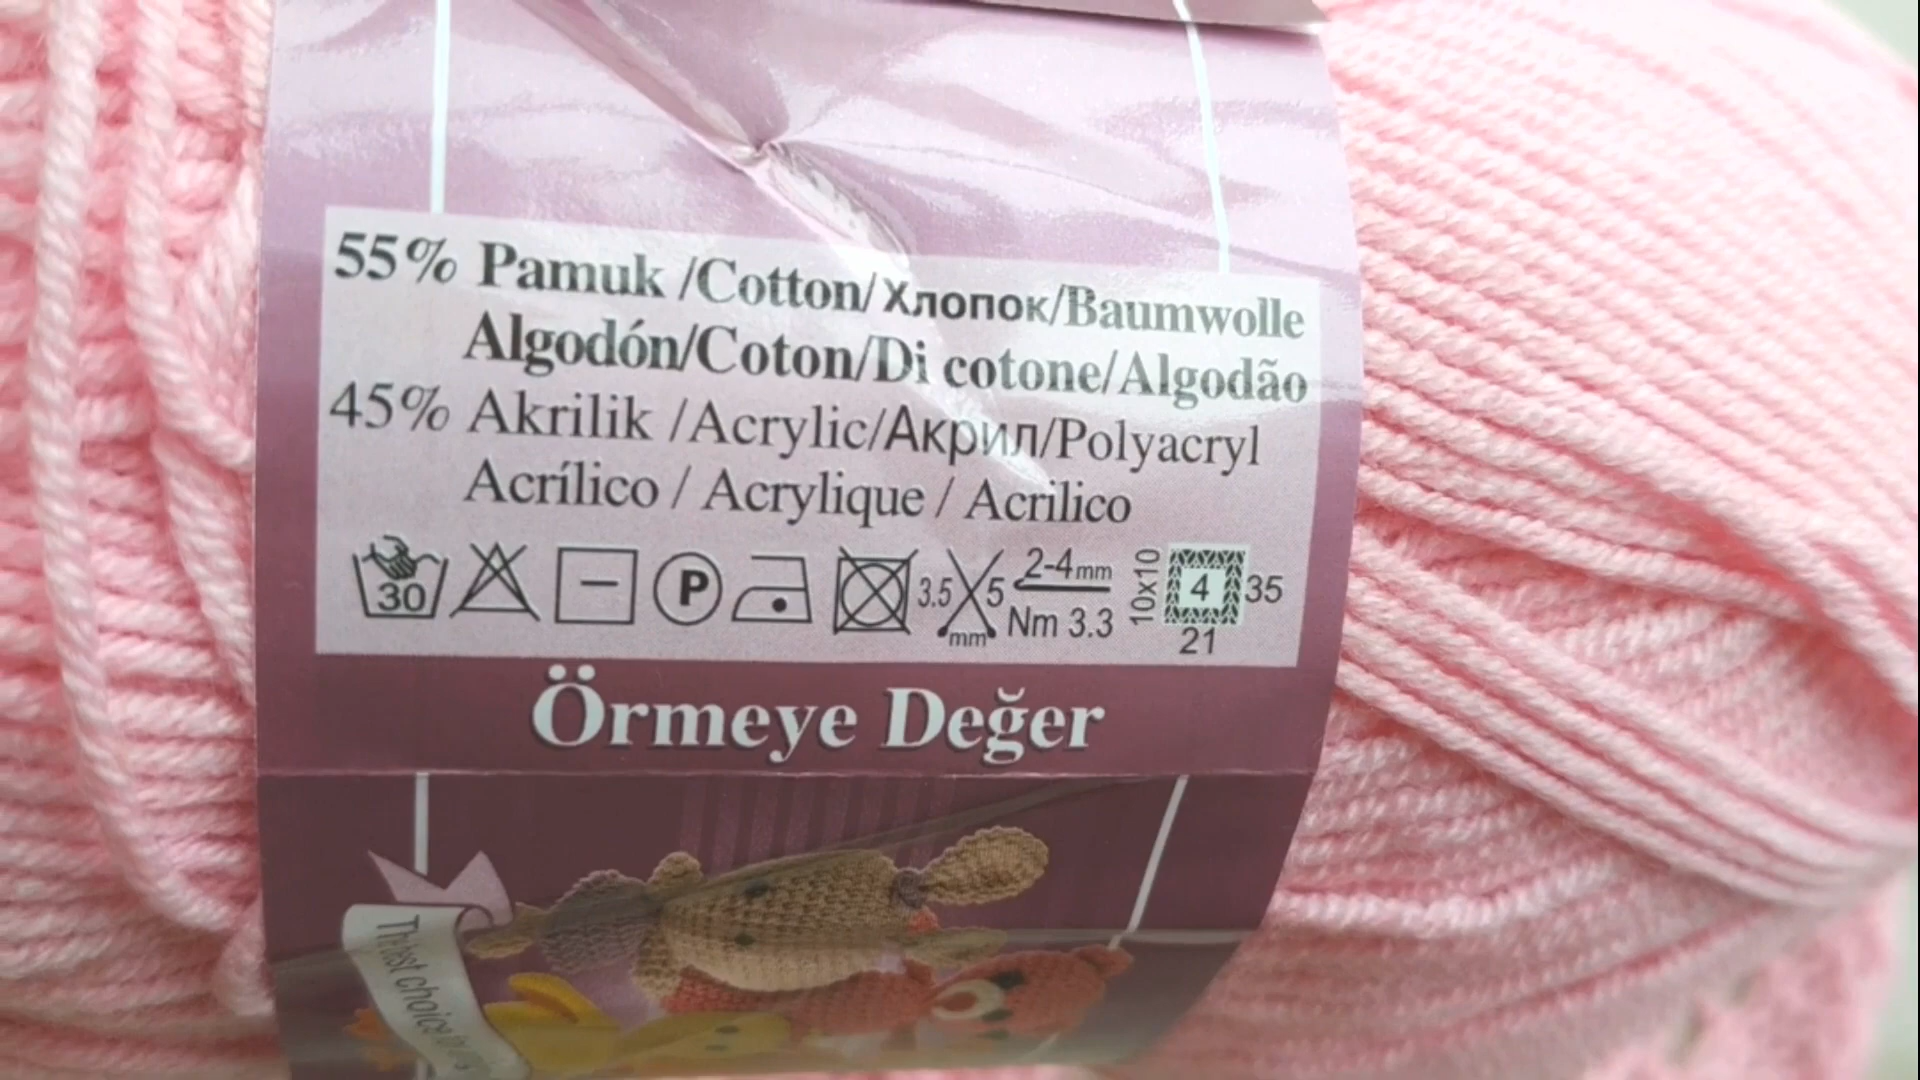 55% Pamuk /Cotton/Хлопок/Baumwolle
Algodón/Coton/Di cotone/Algodão
45% Akrilik /Acrylic/Акрил/Polyacryl
Acrílico / Acrylique / Acrilico
30 P 3.5 5 mm 2-4mm Nm 3.3 10x10 4 35 21
Örmeye Değer
choice